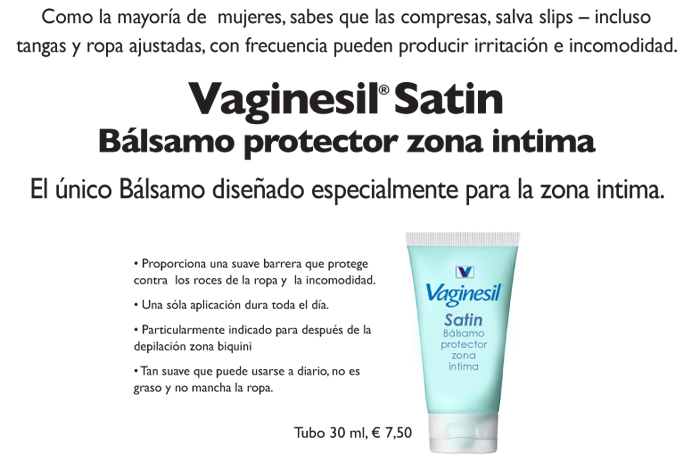 Como la mayoría de mujeres, sabes que las compresas, salva slips – incluso
tangas y ropa ajustadas, con frecuencia pueden producir irritación e incomodidad.
Vaginesil® Satin
Bálsamo protector zona intima
El único Bálsamo diseñado especialmente para la zona intima.
• Proporciona una suave barrera que protege
contra los roces de la ropa y la incomodidad.
• Una sóla aplicación dura toda el día.
• Particularmente indicado para después de la
depilación zona biquini
• Tan suave que puede usarse a diario, no es
graso y no mancha la ropa.
Tubo 30 ml, € 7,50
V
Vaginesil
Satin
Bálsamo
protector
zona
intima